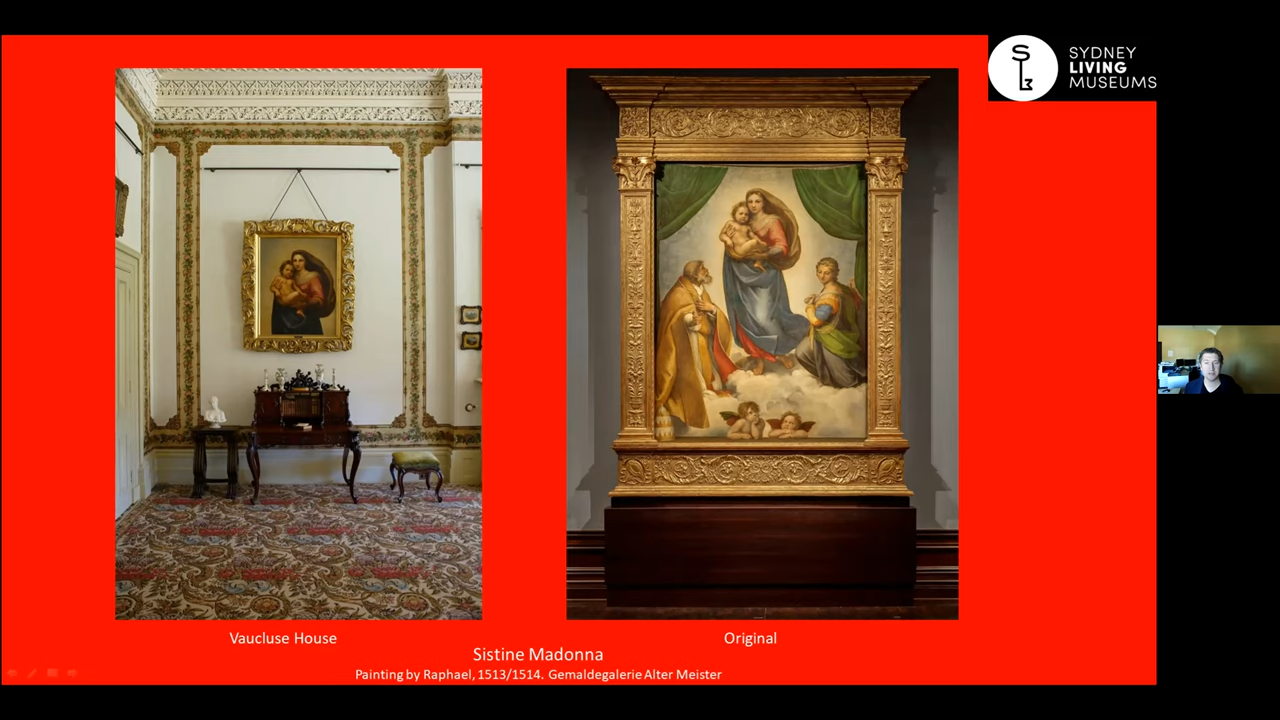 SYDNEY
LIVING
MUSEUMS
Vaucluse House
Original
Sistine Madonna
Painting by Raphael, 1513/1514. Gemaldegalerie Alter Meister